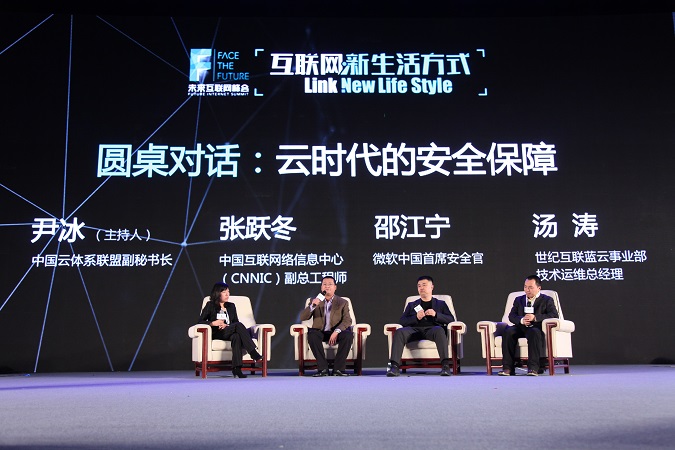 FACE
THE
FUTURE
未来互联网峰会
FUTURE INTERNET SUMMIT
互联网新生活方式
Link New Life Style
圆桌对话：云时代的安全保障
尹冰（主持人）
中国云体系联盟副秘书长
张跃冬
中国互联网络信息中心
（CNNIC）副总工程师
邵江宁
微软中国首席安全官
汤 涛
世纪互联蓝云事业部
技术运维总经理